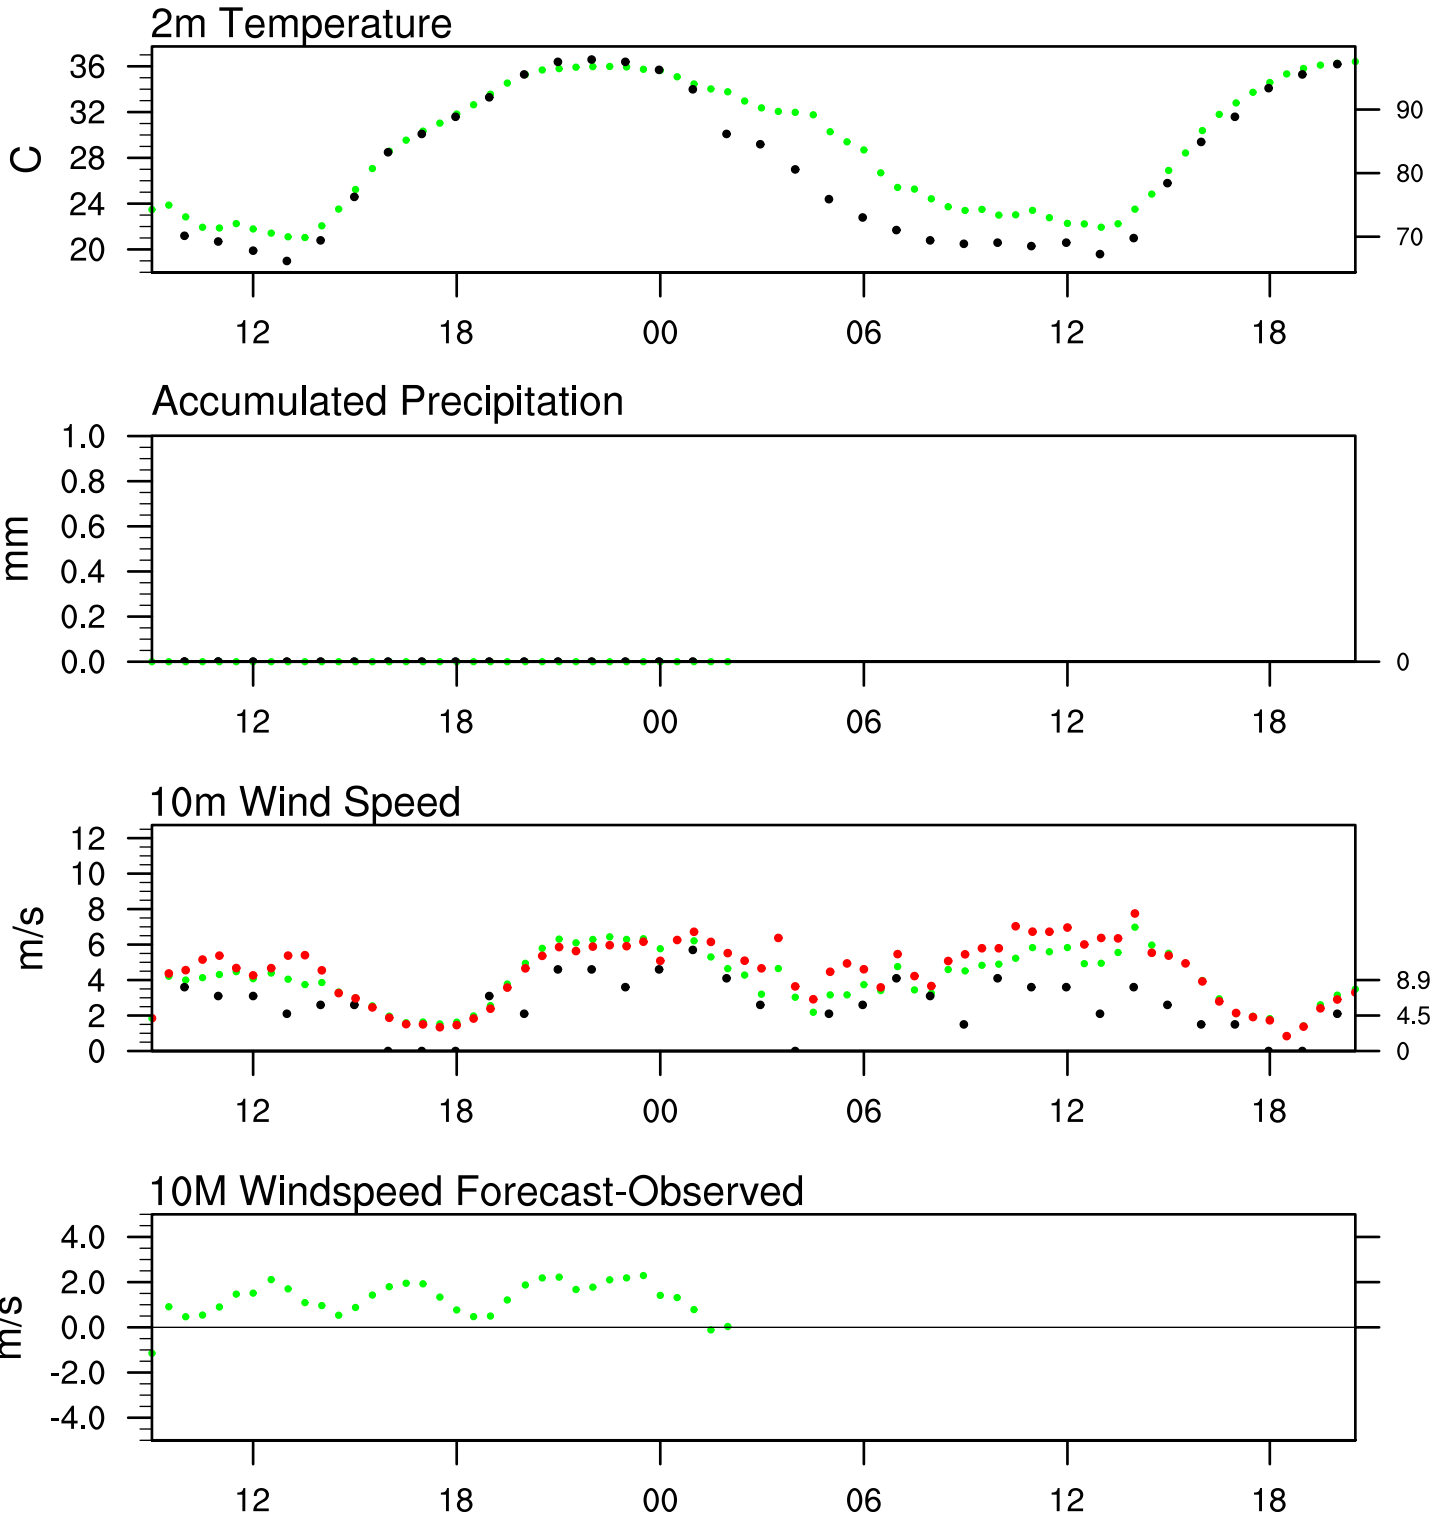 2m Temperature
36
32
28
24
20
C
90
80
70
12 18 00 06 12 18
Accumulated Precipitation
1.0
0.8
0.6
0.4
0.2
0.0
mm
0
12 18 00 06 12 18
10m Wind Speed
12
10
8
6
4
2
0
m/s
8.9
4.5
0
12 18 00 06 12 18
10M Windspeed Forecast-Observed
4.0
2.0
0.0
-2.0
-4.0
m/s
12 18 00 06 12 18